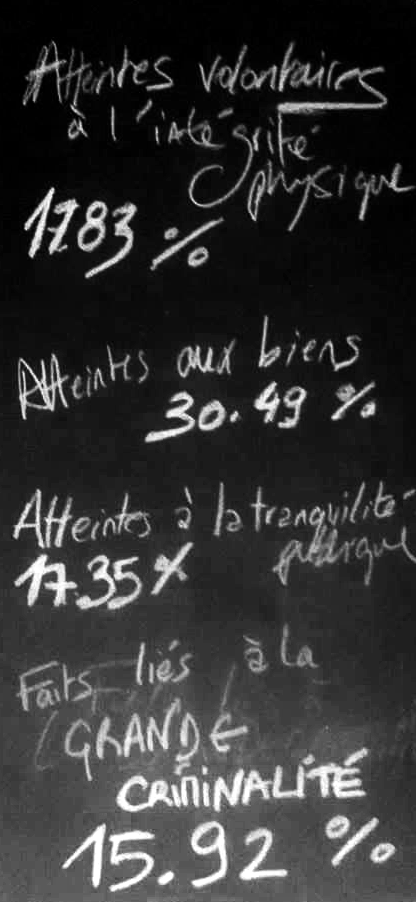 Atteintes volontaires
à l'intégrité
physique
17.83 %
Atteintes aux biens
30.49 %
Atteintes à la tranquilité
publique
17.35 %
Faits liés à la
GRANDE
CRIMINALITÉ
15.92 %